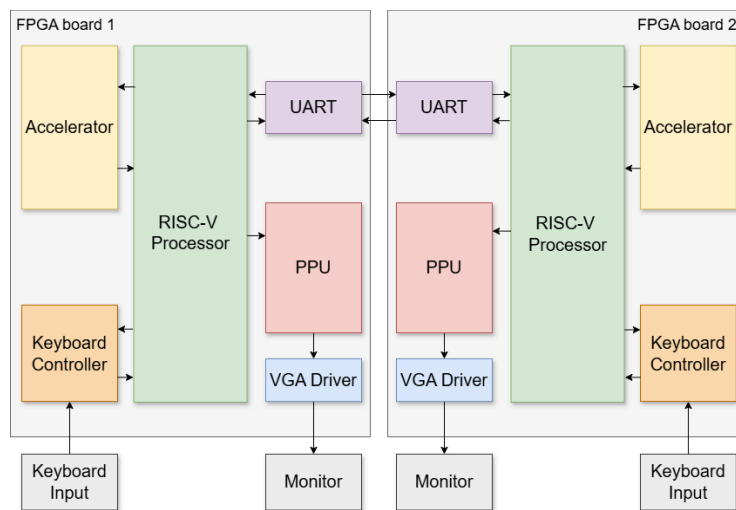 FPGA board 1
FPGA board 2
Accelerator
UART
UART
Accelerator
RISC-V
Processor
RISC-V
Processor
PPU
PPU
Keyboard
Controller
VGA Driver
VGA Driver
Keyboard
Controller
Keyboard
Input
Monitor
Monitor
Keyboard
Input